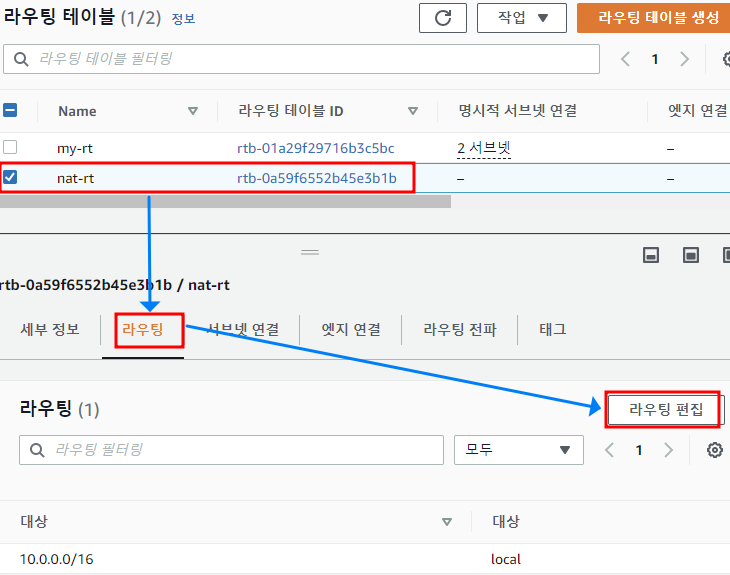 라우팅 테이블 (1/2) 정보 작업 라우팅 테이블 생성
라우팅 테이블 필터링 1
Name 라우팅 테이블 ID 명시적 서브넷 연결 엣지 연결
my-rt rtb-01a29f29716b3c5bc 2 서브넷 –
nat-rt rtb-0a59f6552b45e3b1b – –
rtb-0a59f6552b45e3b1b / nat-rt
세부 정보 라우팅 서브넷 연결 엣지 연결 라우팅 전파 태그
라우팅 (1) 라우팅 편집
라우팅 필터링 모두 1
대상 대상
10.0.0.0/16 local